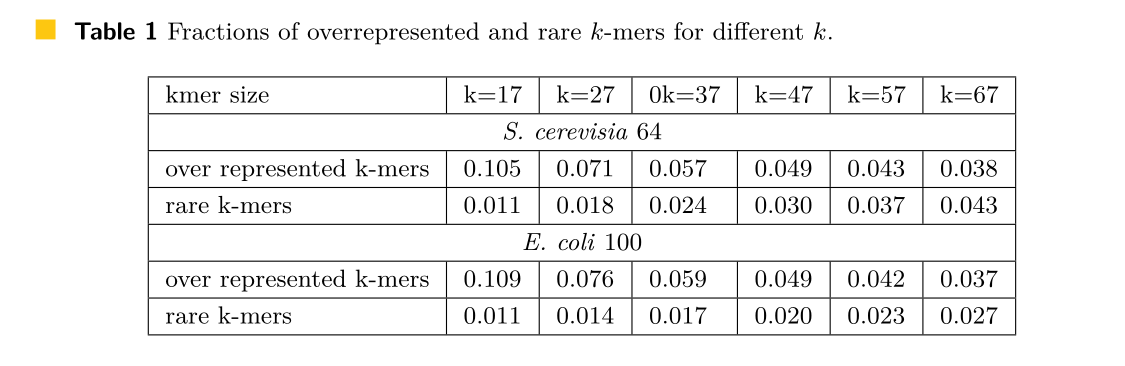 Table 1 Fractions of overrepresented and rare k-mers for different k.
kmer size k=17 k=27 0k=37 k=47 k=57 k=67
S. cerevisia 64
over represented k-mers 0.105 0.071 0.057 0.049 0.043 0.038
rare k-mers 0.011 0.018 0.024 0.030 0.037 0.043
E. coli 100
over represented k-mers 0.109 0.076 0.059 0.049 0.042 0.037
rare k-mers 0.011 0.014 0.017 0.020 0.023 0.027